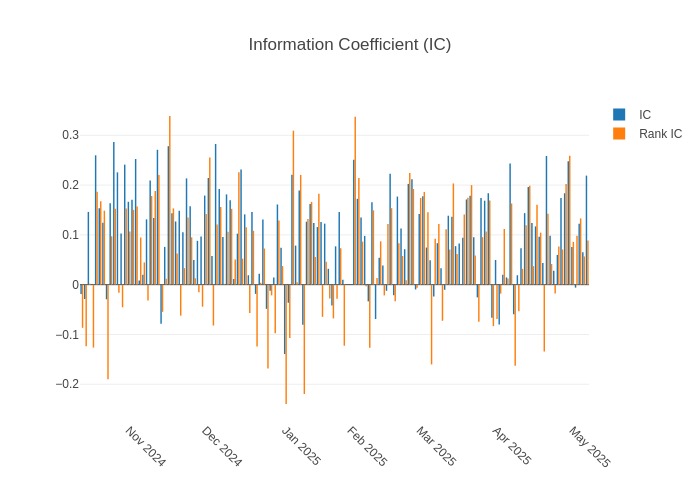 Information Coefficient (IC)
IC
Rank IC
0.3
0.2
0.1
0
−0.1
−0.2
Nov 2024
Dec 2024
Jan 2025
Feb 2025
Mar 2025
Apr 2025
May 2025